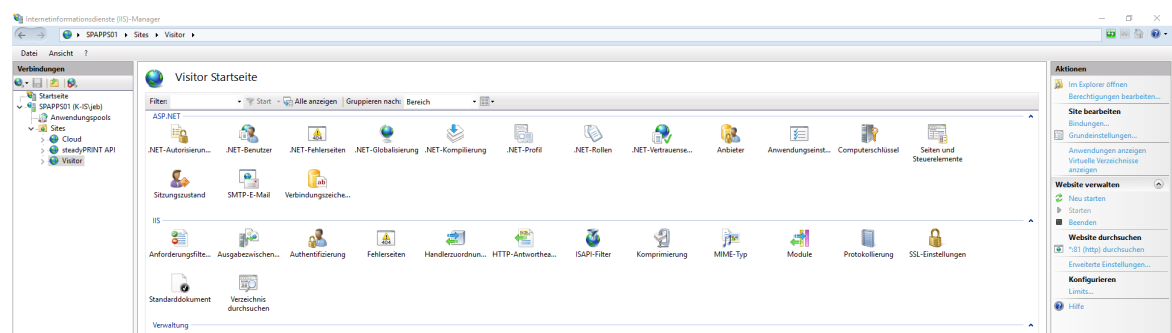 Internetinformationsdienste (IIS)-Manager
SPAPPS01 Sites Visitor
Datei Ansicht ?
Verbindungen
Startseite
SPAPPS01 (K-IS\jeb)
Anwendungspools
Sites
Cloud
steadyPRINT API
Visitor
Visitor Startseite
Filter: Start Alle anzeigen Gruppieren nach: Bereich
ASP.NET
.NET-Autorisierun... .NET-Benutzer .NET-Fehlerseiten .NET-Globalisierung .NET-Kompilierung .NET-Profil .NET-Rollen .NET-Vertrauense... Anbieter Anwendungseinst... Computerschlüssel Seiten und
Steuerelemente
Sitzungszustand SMTP-E-Mail Verbindungszeiche...
IIS
Anforderungsfilte... Ausgabezwischen... Authentifizierung Fehlerseiten Handlerzuordnun... HTTP-Antworthea... ISAPI-Filter Komprimierung MIME-Typ Module Protokollierung SSL-Einstellungen
Standarddokument Verzeichnis
durchsuchen
Verwaltung
Aktionen
Im Explorer öffnen
Berechtigungen bearbeiten...
Site bearbeiten
Bindungen...
Grundeinstellungen...
Anwendungen anzeigen
Virtuelle Verzeichnisse
anzeigen
Website verwalten
Neu starten
Starten
Beenden
Website durchsuchen
*:81 (http) durchsuchen
Erweiterte Einstellungen...
Konfigurieren
Limits...
Hilfe